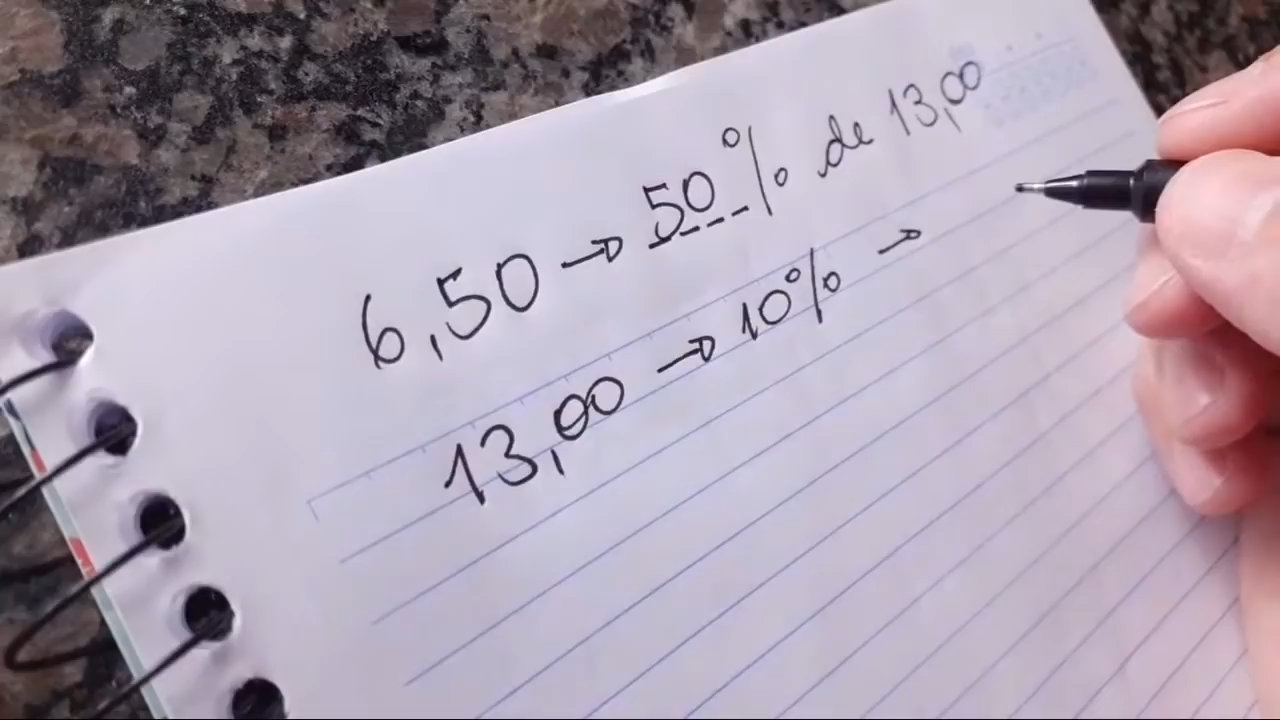 6,50 → 50% de 13,00
13,00 → 10% →